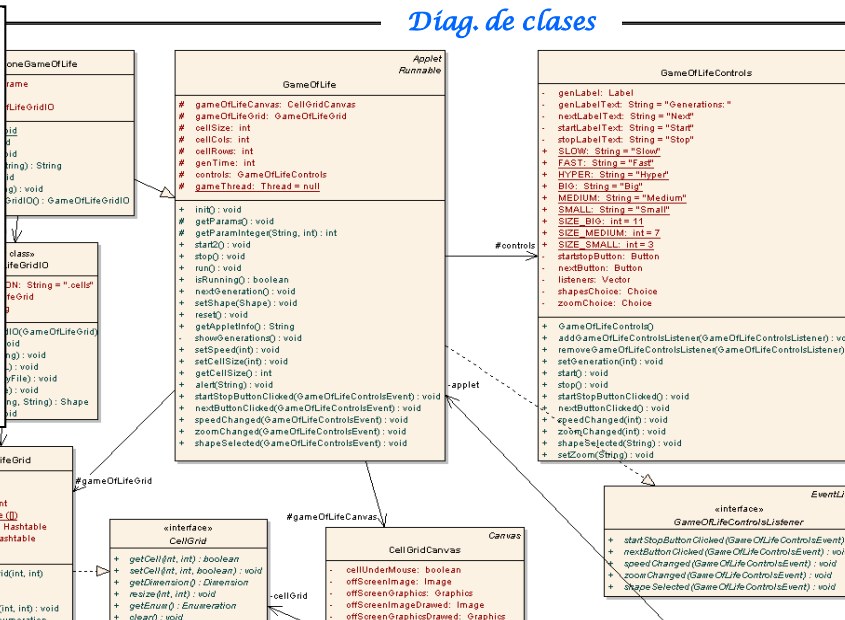 Diag. de clases
oneGameOfLife
rame
fLifeGridIO
oid
d
oid
tring) : String
id
ng) : void
GridIO() : GameOfLifeGridIO
class»
ifeGridIO
ON: String = ".cells"
feGrid
g
dIO(GameOfLifeGrid)
oid
ng) : void
L) : void
yFile) : void
e) : void
ng, String) : Shape
oid
Applet
Runnable
GameOfLife
# gameOfLifeCanvas: CellGridCanvas
# gameOfLifeGrid: GameOfLifeGrid
# cellSize: int
# cellCols: int
# cellRows: int
# genTime: int
# controls: GameOfLifeControls
# gameThread: Thread = null
+ init() : void
# getParams() : void
# getParamInteger(String, int) : int
+ start2() : void
+ stop() : void
+ run() : void
+ isRunning() : boolean
+ nextGeneration() : void
+ setShape(Shape) : void
+ reset() : void
+ getAppletInfo() : String
- showGenerations() : void
+ setSpeed(int) : void
+ setCellSize(int) : void
+ getCellSize() : int
+ alert(String) : void
+ startStopButtonClicked(GameOfLifeControlsEvent) : void
+ nextButtonClicked(GameOfLifeControlsEvent) : void
+ speedChanged(GameOfLifeControlsEvent) : void
+ zoomChanged(GameOfLifeControlsEvent) : void
+ shapeSelected(GameOfLifeControlsEvent) : void
#controls
-applet
GameOfLifeControls
- genLabel: Label
- genLabelText: String = "Generations: "
- nextLabelText: String = "Next"
- startLabelText: String = "Start"
- stopLabelText: String = "Stop"
+ SLOW: String = "Slow"
+ FAST: String = "Fast"
+ HYPER: String = "Hyper"
+ BIG: String = "Big"
+ MEDIUM: String = "Medium"
+ SMALL: String = "Small"
+ SIZE_BIG: int = 11
+ SIZE_MEDIUM: int = 7
+ SIZE_SMALL: int = 3
- startstopButton: Button
- nextButton: Button
- listeners: Vector
- shapesChoice: Choice
- zoomChoice: Choice
+ GameOfLifeControls()
+ addGameOfLifeControlsListener(GameOfLifeControlsListener) : vo
+ removeGameOfLifeControlsListener(GameOfLifeControlsListener)
+ setGeneration(int) : void
+ start() : void
+ stop() : void
+ startStopButtonClicked() : void
+ nextButtonClicked() : void
+ speedChanged(int) : void
+ zoomChanged(int) : void
+ shapeSelected(String) : void
+ setZoom(String) : void
ifeGrid
nt
e ([])
Hashtable
ashtable
rid(int, int)
(int, int) : void
umeration
#gameOfLifeGrid
«interface»
CellGrid
+ getCell(int, int) : boolean
+ setCell(int, int, boolean) : void
+ getDimension() : Dimension
+ resize(int, int) : void
+ getEnum() : Enumeration
+ clear() : void
#gameOfLifeCanvas
-cellGrid
Canvas
CellGridCanvas
- cellUnderMouse: boolean
- offScreenImage: Image
- offScreenGraphics: Graphics
- offScreenImageDrawed: Image
- offScreenGraphicsDrawed: Graphics
EventLi
«interface»
GameOfLifeControlsListener
+ startStopButtonClicked(GameOfLifeControlsEvent) : v
+ nextButtonClicked(GameOfLifeControlsEvent) : voi
+ speedChanged(GameOfLifeControlsEvent) : void
+ zoomChanged(GameOfLifeControlsEvent) : void
+ shapeSelected(GameOfLifeControlsEvent) : void